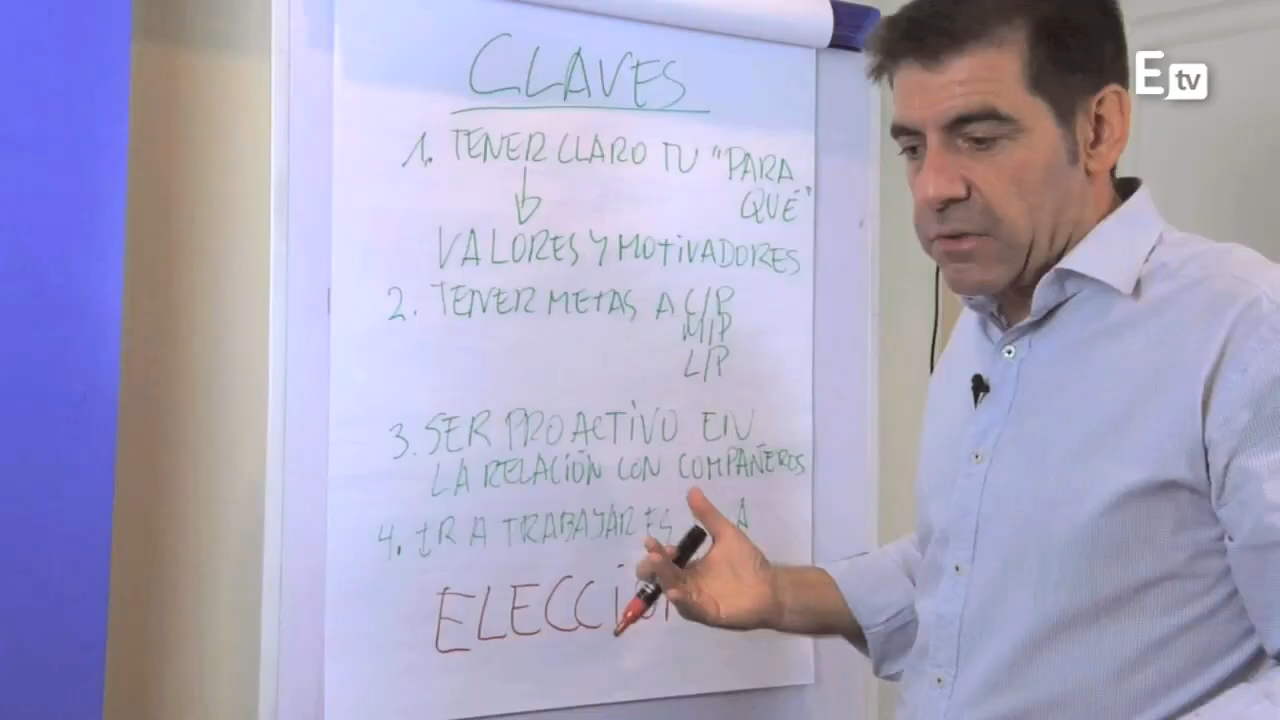 CLAVES
1. TENER CLARO TU "PARA
QUÉ"
VALORES Y MOTIVADORES
2. TENER METAS A C/P
M/P
L/P
3. SER PROACTIVO EN
LA RELACIÓN CON COMPAÑEROS
4. IR A TRABAJAR ES A
E tv